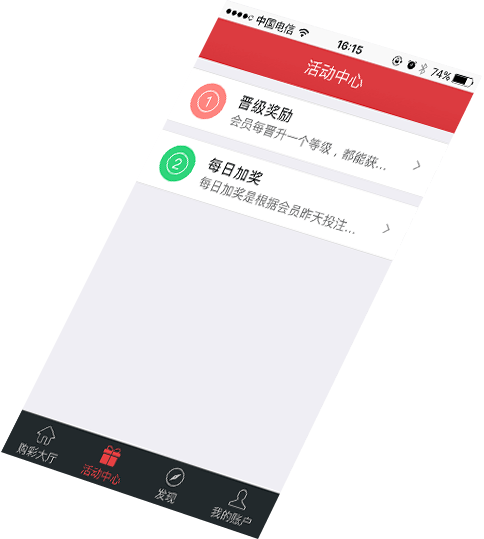 中国电信 16:15 74%
活动中心
1
晋级奖励
会员每晋升一个等级，都能获...
2
每日加奖
每日加奖是根据会员昨天投注...
购彩大厅
活动中心
发现
我的账户